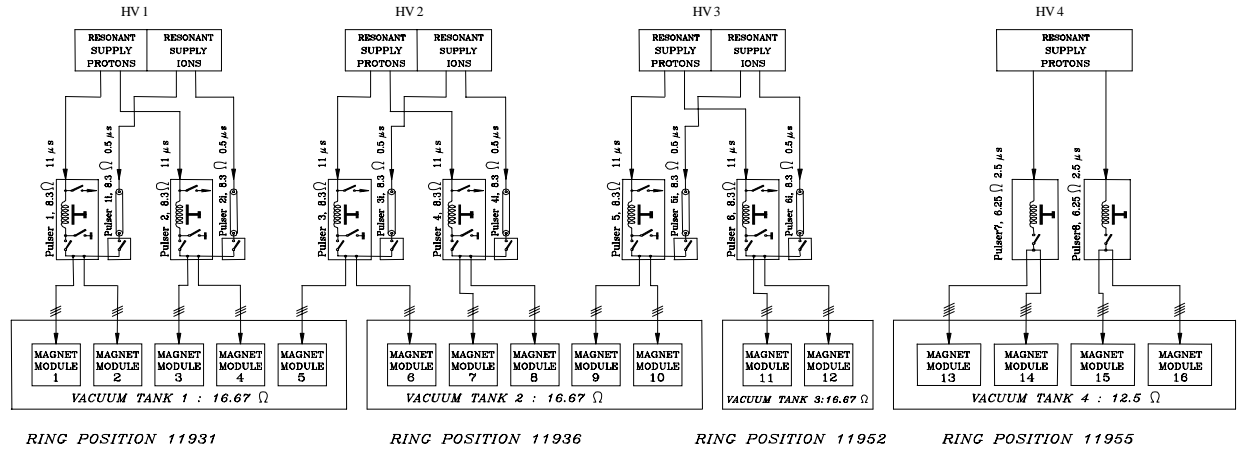 HV 1
HV 2
HV 3
HV 4
RESONANT
SUPPLY
PROTONS
RESONANT
SUPPLY
IONS
RESONANT
SUPPLY
PROTONS
RESONANT
SUPPLY
IONS
RESONANT
SUPPLY
PROTONS
RESONANT
SUPPLY
IONS
RESONANT
SUPPLY
PROTONS
Pulser 1, 8.3 Ω 11 μs
Pulser 1i, 8.3 Ω 0.5 μs
Pulser 2, 8.3 Ω 11 μs
Pulser 2i, 8.3 Ω 0.5 μs
Pulser 3, 8.3 Ω 11 μs
Pulser 3i, 8.3 Ω 0.5 μs
Pulser 4, 8.3 Ω 11 μs
Pulser 4i, 8.3 Ω 0.5 μs
Pulser 5, 8.3 Ω 11 μs
Pulser 5i, 8.3 Ω 0.5 μs
Pulser 6, 8.3 Ω 11 μs
Pulser 6i, 8.3 Ω 0.5 μs
Pulser7, 6.25 Ω 2.5 μs
Pulser8, 6.25 Ω 2.5 μs
MAGNET
MODULE
1
MAGNET
MODULE
2
MAGNET
MODULE
3
MAGNET
MODULE
4
MAGNET
MODULE
5
MAGNET
MODULE
6
MAGNET
MODULE
7
MAGNET
MODULE
8
MAGNET
MODULE
9
MAGNET
MODULE
10
MAGNET
MODULE
11
MAGNET
MODULE
12
MAGNET
MODULE
13
MAGNET
MODULE
14
MAGNET
MODULE
15
MAGNET
MODULE
16
VACUUM TANK 1 : 16.67 Ω
VACUUM TANK 2 : 16.67 Ω
VACUUM TANK 3:16.67 Ω
VACUUM TANK 4 : 12.5 Ω
RING POSITION 11931
RING POSITION 11936
RING POSITION 11952
RING POSITION 11955